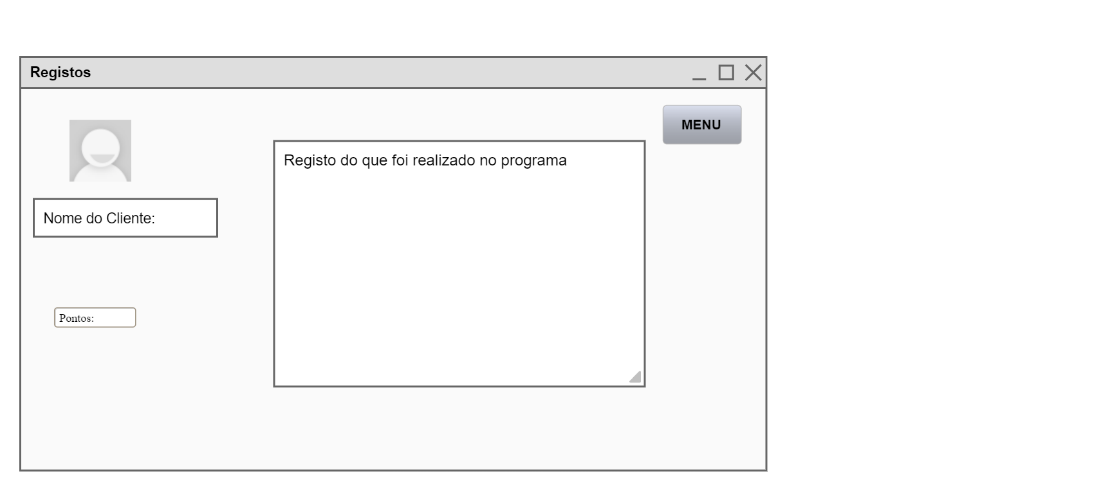 Registos
MENU
Registo do que foi realizado no programa
Nome do Cliente:
Pontos: